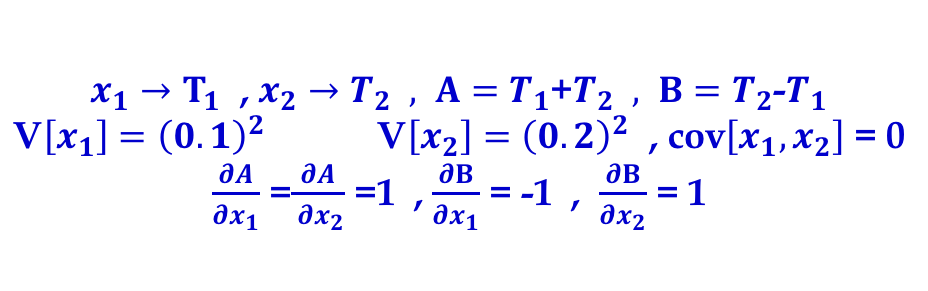 x₁ → T₁ , x₂ → T₂ , A = T₁+T₂ , B = T₂-T₁
V[x₁] = (0.1)² V[x₂] = (0.2)² , cov[x₁,x₂] = 0
∂A/∂x₁ =∂A/∂x₂ =1 , ∂B/∂x₁ = -1 , ∂B/∂x₂ = 1